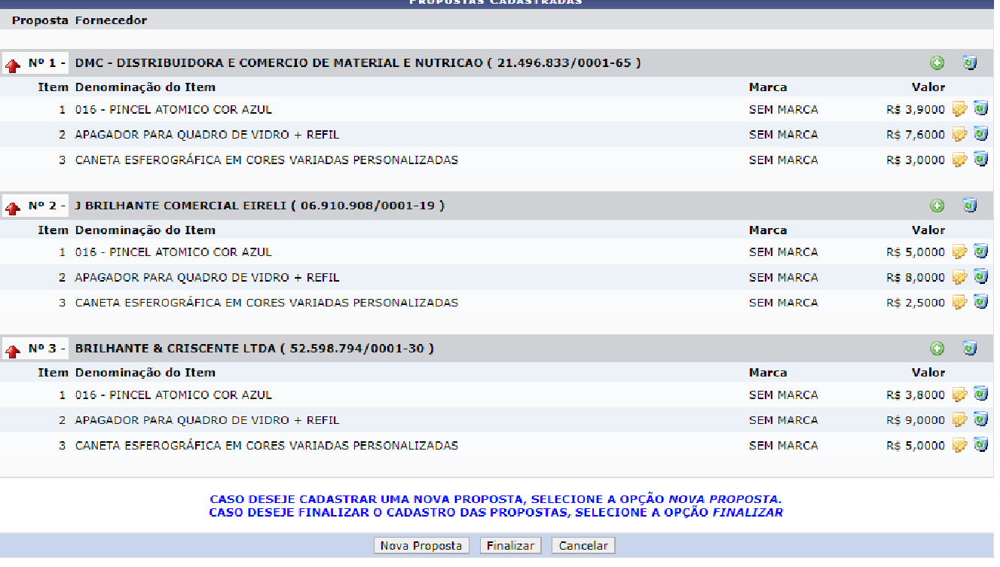 PROPOSTAS CADASTRADAS
Proposta Fornecedor
Nº 1 - DMC - DISTRIBUIDORA E COMERCIO DE MATERIAL E NUTRICAO ( 21.496.833/0001-65 )
Item Denominação do Item Marca Valor
1 016 - PINCEL ATOMICO COR AZUL SEM MARCA R$ 3,9000
2 APAGADOR PARA QUADRO DE VIDRO + REFIL SEM MARCA R$ 7,6000
3 CANETA ESFEROGRÁFICA EM CORES VARIADAS PERSONALIZADAS SEM MARCA R$ 3,0000
Nº 2 - J BRILHANTE COMERCIAL EIRELI ( 06.910.908/0001-19 )
Item Denominação do Item Marca Valor
1 016 - PINCEL ATOMICO COR AZUL SEM MARCA R$ 5,0000
2 APAGADOR PARA QUADRO DE VIDRO + REFIL SEM MARCA R$ 8,0000
3 CANETA ESFEROGRÁFICA EM CORES VARIADAS PERSONALIZADAS SEM MARCA R$ 2,5000
Nº 3 - BRILHANTE & CRISCENTE LTDA ( 52.598.794/0001-30 )
Item Denominação do Item Marca Valor
1 016 - PINCEL ATOMICO COR AZUL SEM MARCA R$ 3,8000
2 APAGADOR PARA QUADRO DE VIDRO + REFIL SEM MARCA R$ 9,0000
3 CANETA ESFEROGRÁFICA EM CORES VARIADAS PERSONALIZADAS SEM MARCA R$ 5,0000
CASO DESEJE CADASTRAR UMA NOVA PROPOSTA, SELECIONE A OPÇÃO NOVA PROPOSTA.
CASO DESEJE FINALIZAR O CADASTRO DAS PROPOSTAS, SELECIONE A OPÇÃO FINALIZAR
Nova Proposta Finalizar Cancelar